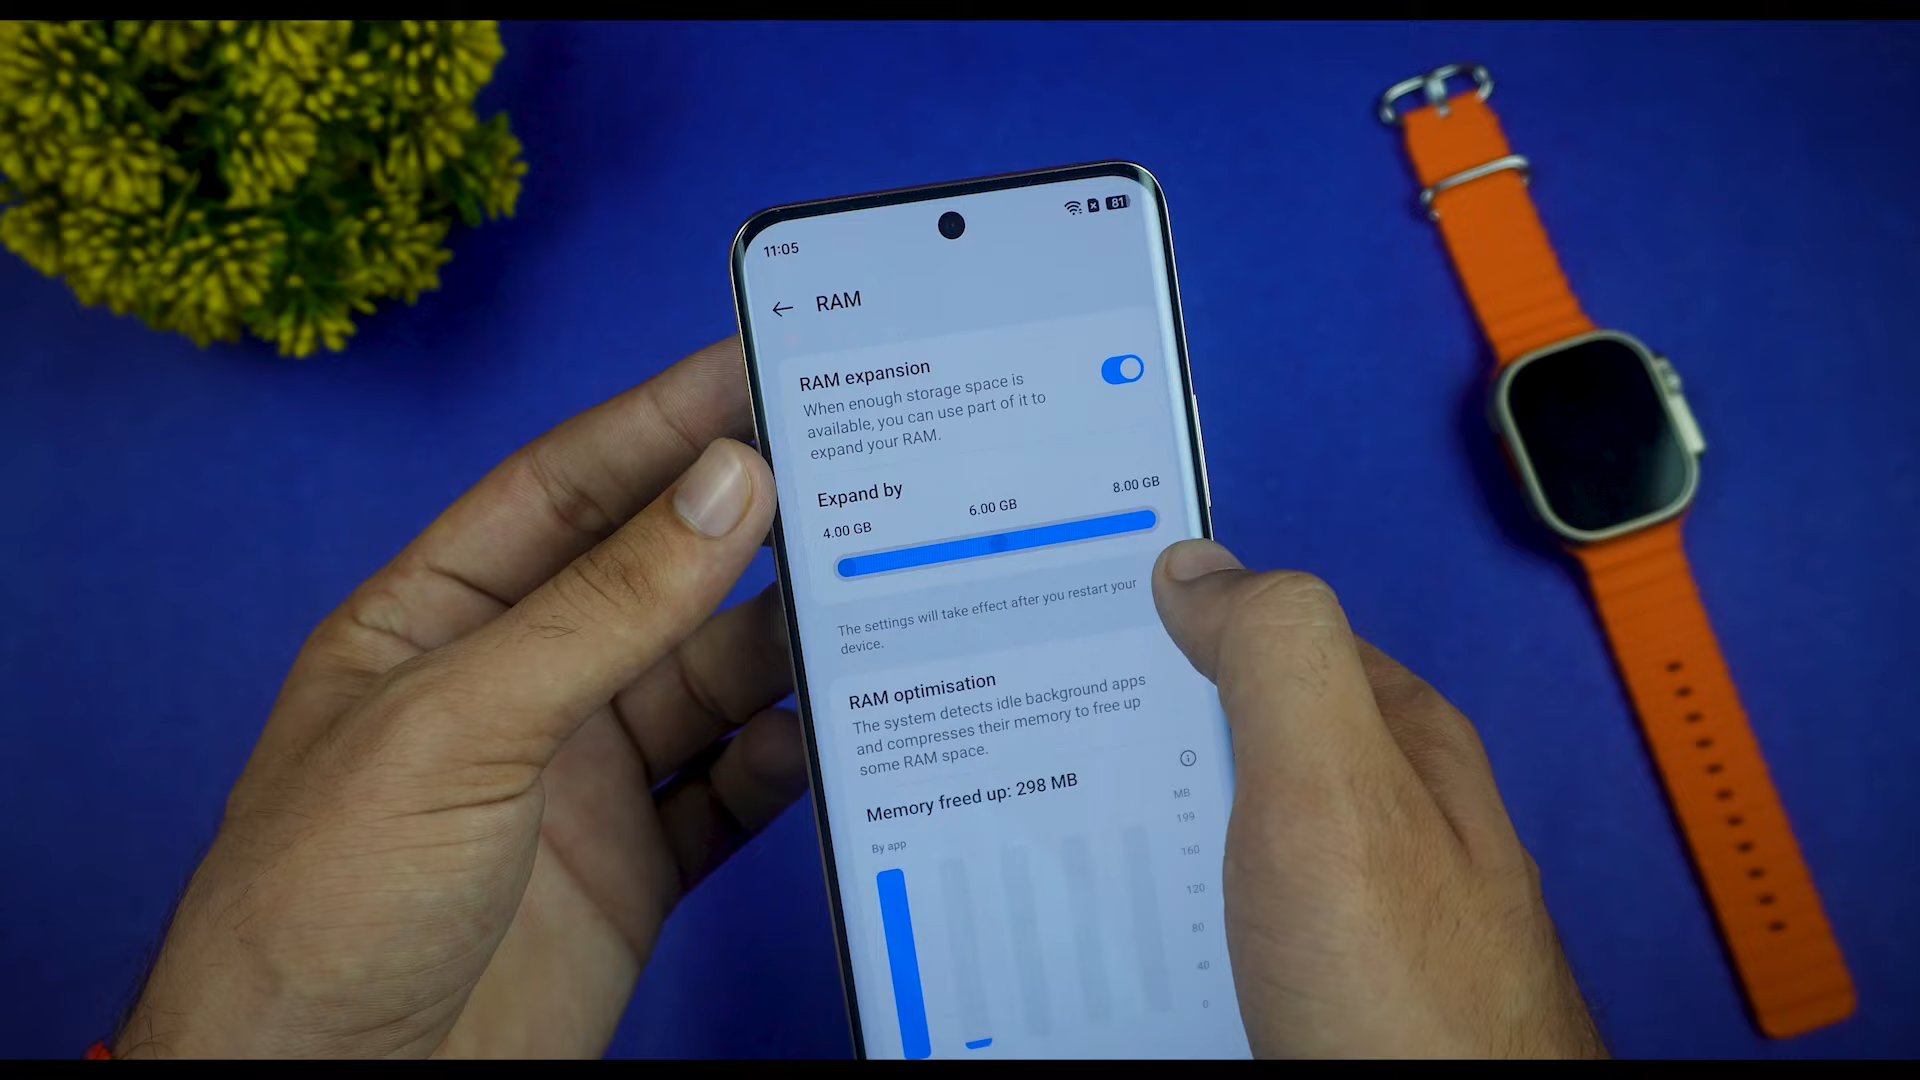 11:05
81
RAM
RAM expansion
When enough storage space is
available, you can use part of it to
expand your RAM.
Expand by
4.00 GB
6.00 GB
8.00 GB
The settings will take effect after you restart your
device.
RAM optimisation
The system detects idle background apps
and compresses their memory to free up
some RAM space.
Memory freed up: 298 MB
By app
MB
199
160
120
80
40
0